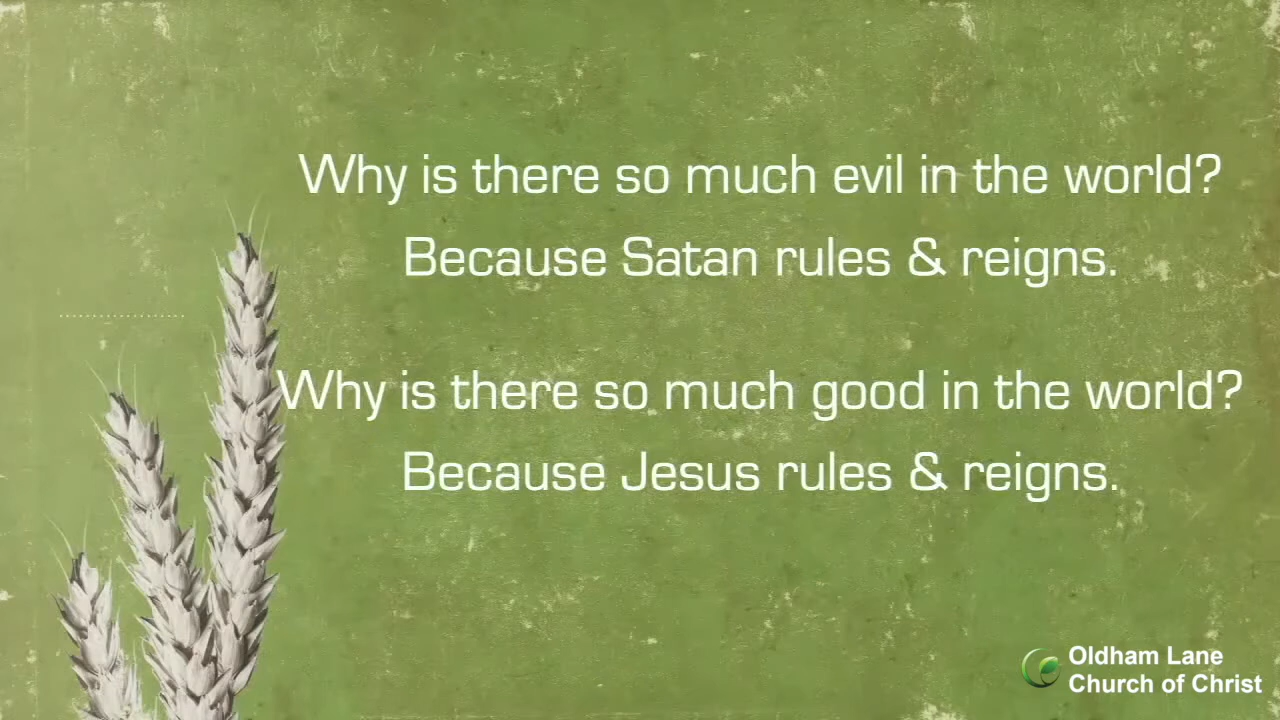 Why is there so much evil in the world?
Because Satan rules & reigns.
Why is there so much good in the world?
Because Jesus rules & reigns.
Oldham Lane
Church of Christ